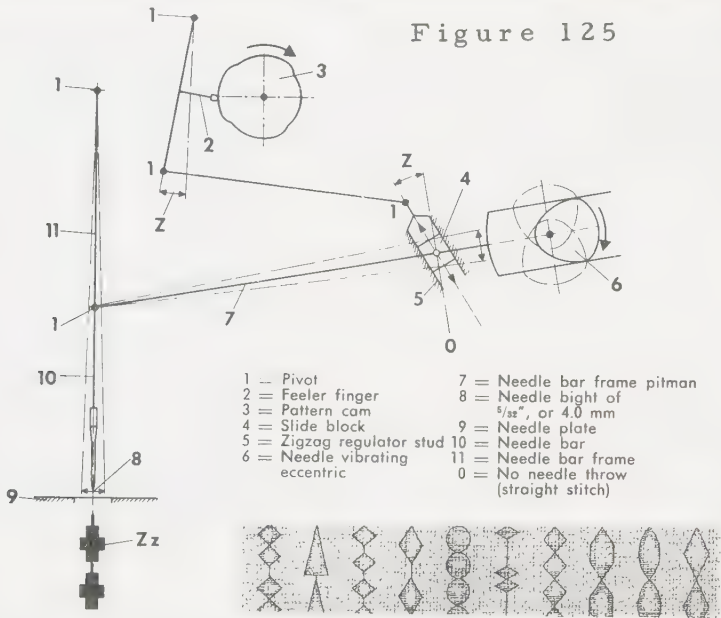 Figure 125
1
3
1
2
1
Z
4
Z
1
11
5
6
1
7
0
10
8
9
Zz
1 – Pivot
2 = Feeler finger
3 = Pattern cam
4 = Slide block
5 = Zigzag regulator stud
6 = Needle vibrating
eccentric
7 = Needle bar frame pitman
8 = Needle bight of
5/32", or 4.0 mm
9 = Needle plate
10 = Needle bar
11 = Needle bar frame
0 = No needle throw
(straight stitch)